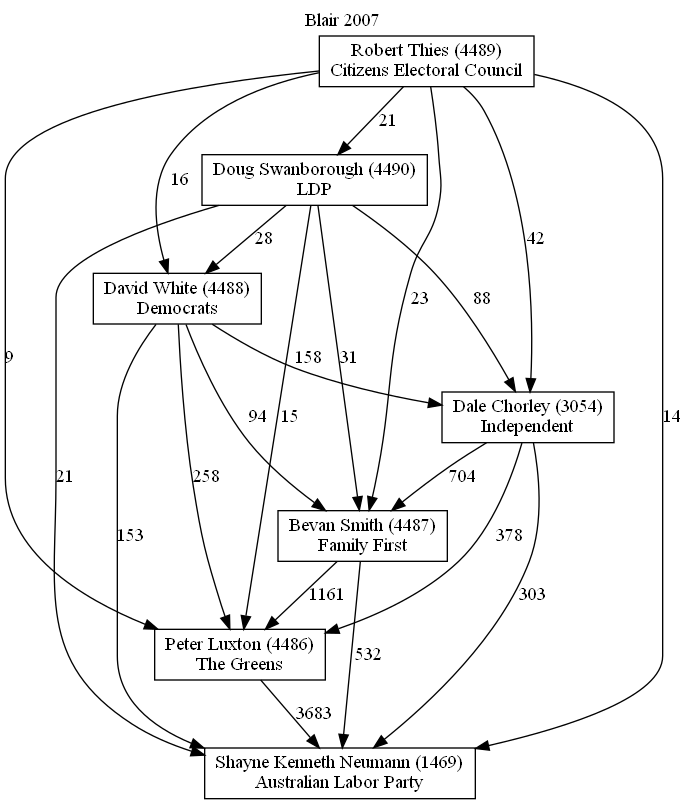 Blair 2007
Robert Thies (4489)
Citizens Electoral Council
21
Doug Swanborough (4490)
LDP
16
42
28
88
23
David White (4488)
Democrats
9
158
31
14
Dale Chorley (3054)
Independent
94
15
21
258
704
153
Bevan Smith (4487)
Family First
378
1161
303
Peter Luxton (4486)
The Greens
532
3683
Shayne Kenneth Neumann (1469)
Australian Labor Party